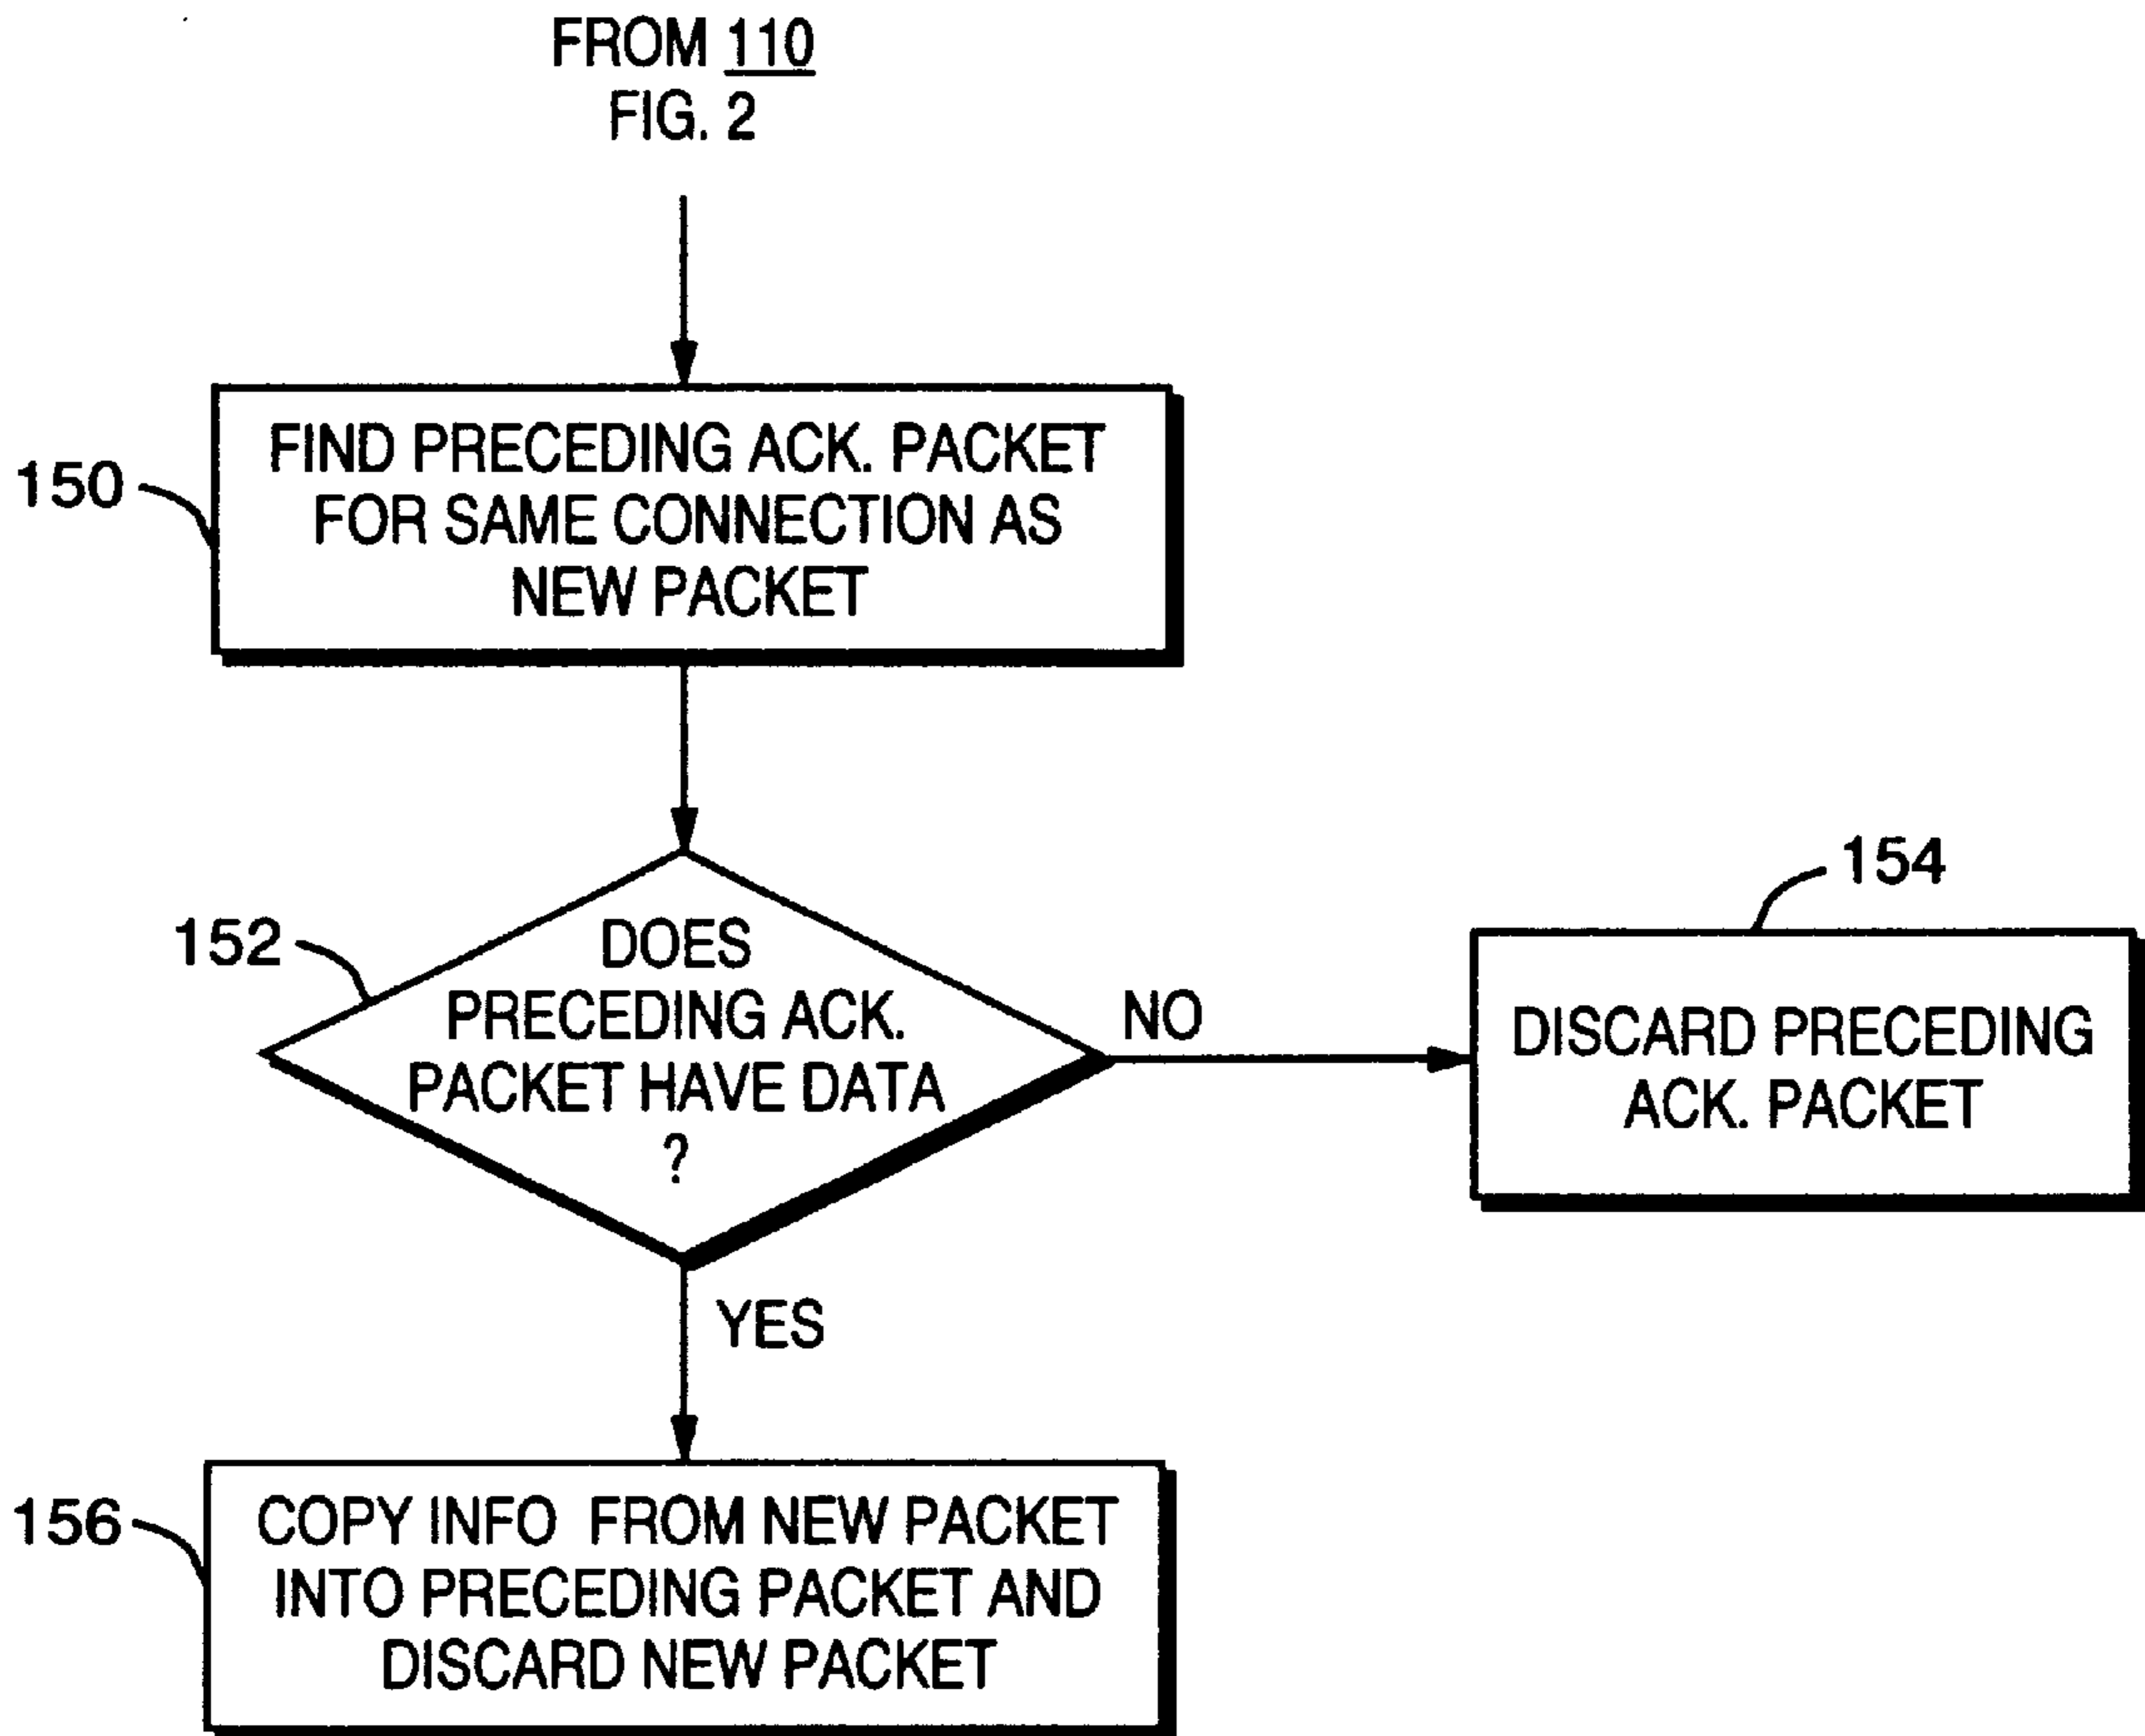 FROM 110
FIG. 2
150
FIND PRECEDING ACK. PACKET
FOR SAME CONNECTION AS
NEW PACKET
152
DOES
PRECEDING ACK.
PACKET HAVE DATA
?
NO
154
DISCARD PRECEDING
ACK. PACKET
YES
156
COPY INFO FROM NEW PACKET
INTO PRECEDING PACKET AND
DISCARD NEW PACKET